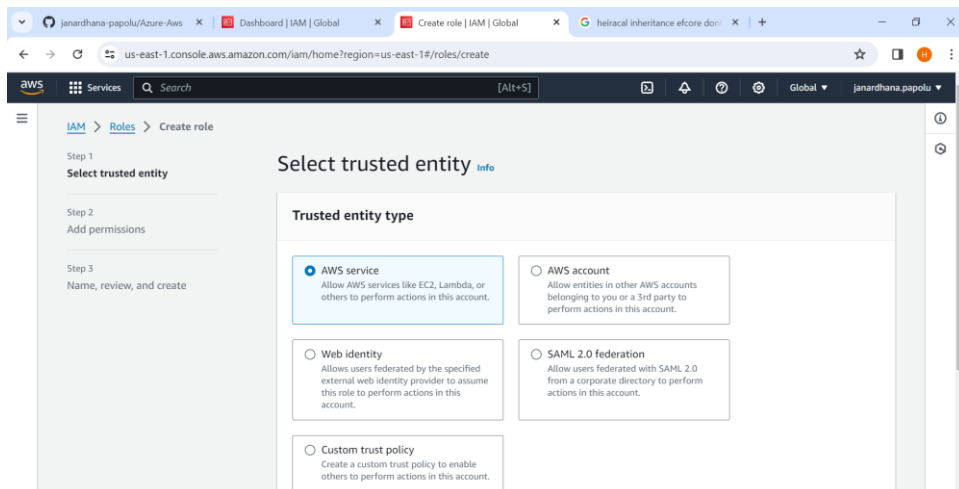 janardhana-papolu/Azure-Aws
Dashboard | IAM | Global
Create role | IAM | Global
heiracal inheritance efcore dont
us-east-1.console.aws.amazon.com/iam/home?region=us-east-1#/roles/create
H
aws
Services
Search
[Alt+S]
Global
janardhana.papolu
IAM > Roles > Create role
Step 1
Select trusted entity
Step 2
Add permissions
Step 3
Name, review, and create
Select trusted entity Info
Trusted entity type
AWS service
Allow AWS services like EC2, Lambda, or
others to perform actions in this account.
AWS account
Allow entities in other AWS accounts
belonging to you or a 3rd party to
perform actions in this account.
Web identity
Allows users federated by the specified
external web identity provider to assume
this role to perform actions in this
account.
SAML 2.0 federation
Allow users federated with SAML 2.0
from a corporate directory to perform
actions in this account.
Custom trust policy
Create a custom trust policy to enable
others to perform actions in this account.